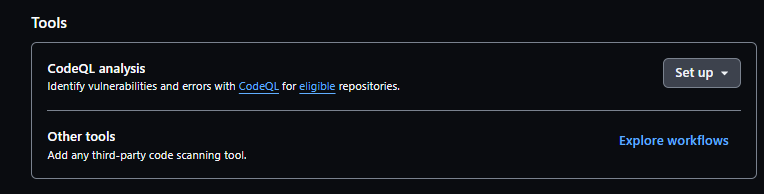 Tools
CodeQL analysis
Identify vulnerabilities and errors with CodeQL for eligible repositories.
Set up
Other tools
Add any third-party code scanning tool.
Explore workflows